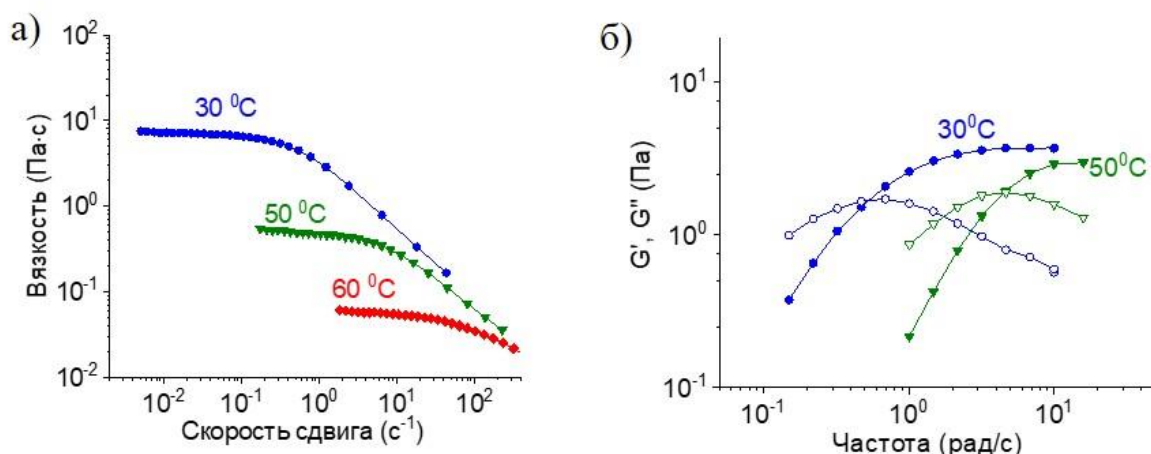 а)
10²
10¹
10⁰
10⁻¹
10⁻²
Вязкость (Па·с)
30 ⁰C
50 ⁰C
60 ⁰C
10⁻² 10⁻¹ 10⁰ 10¹ 10²
Скорость сдвига (с⁻¹)
б)
10¹
10⁰
10⁻¹
G', G" (Па)
30⁰C
50⁰C
10⁻¹ 10⁰ 10¹
Частота (рад/с)